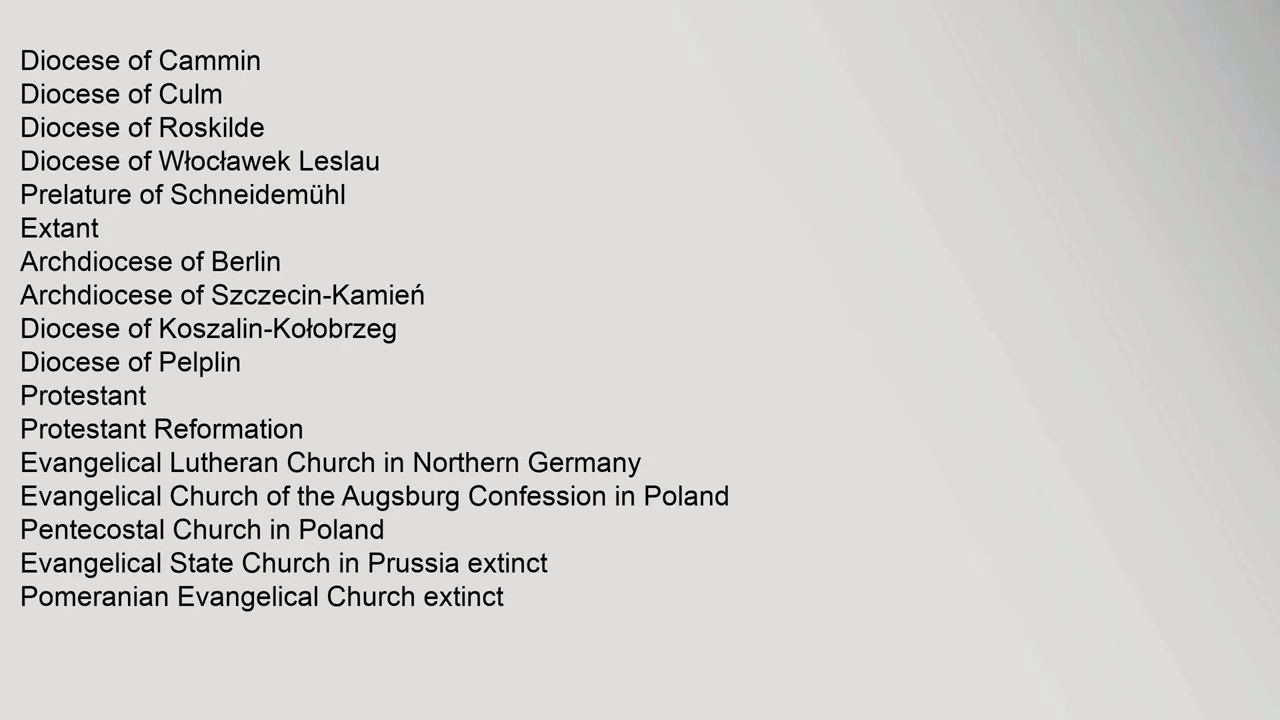 Diocese of Cammin
Diocese of Culm
Diocese of Roskilde
Diocese of Włocławek Leslau
Prelature of Schneidemühl
Extant
Archdiocese of Berlin
Archdiocese of Szczecin-Kamień
Diocese of Koszalin-Kołobrzeg
Diocese of Pelplin
Protestant
Protestant Reformation
Evangelical Lutheran Church in Northern Germany
Evangelical Church of the Augsburg Confession in Poland
Pentecostal Church in Poland
Evangelical State Church in Prussia extinct
Pomeranian Evangelical Church extinct